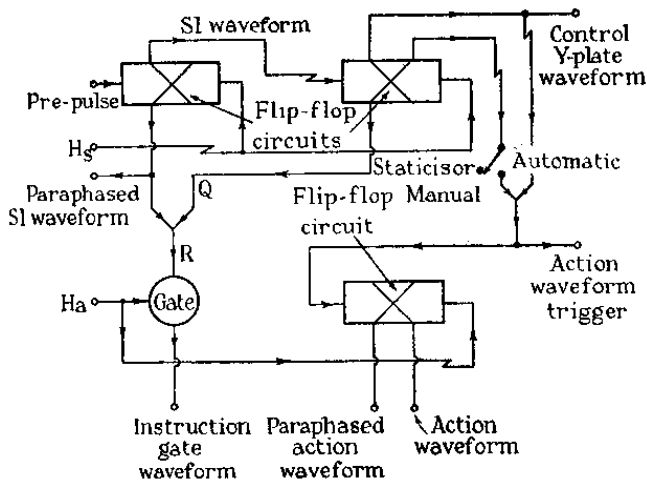 S1 waveform
Control
Y-plate
waveform
Pre-pulse
Flip-flop
circuits
Hs
Staticisor
Automatic
Manual
Paraphased
S1 waveform
Q
Flip-flop
circuit
R
Action
waveform
trigger
Ha
Gate
Instruction
gate
waveform
Paraphased
action
waveform
Action
waveform